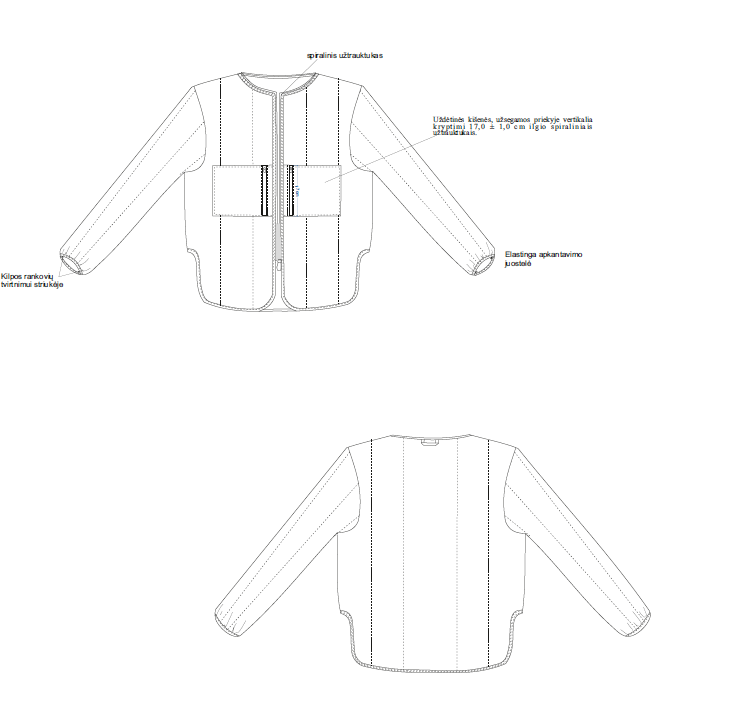 spiralinis užtrauktukas
Uždėtinės kišenės, užsegamos priekyje vertikalia
kryptimi 17,0 ± 1,0 cm ilgio spiraliniais
užtrauktukais.
Elastinga apkantavimo
juostelė
Kilpos rankovių
tvirtinimui striukėje